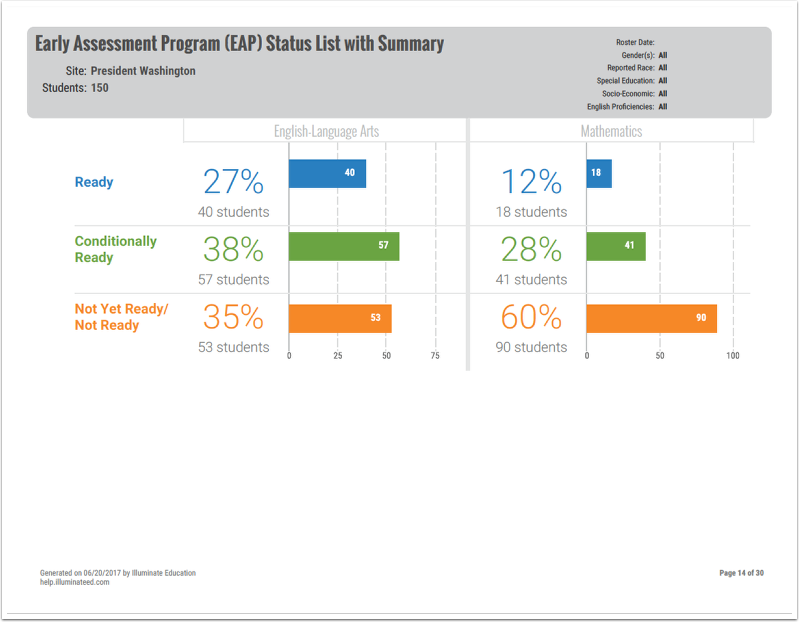 Early Assessment Program (EAP) Status List with Summary
Site: President Washington
Students: 150
Roster Date:
Gender(s): All
Reported Race: All
Special Education: All
Socio-Economic: All
English Proficiencies: All
English-Language Arts
Mathematics
Ready
27%
40 students
40
12%
18 students
18
Conditionally
Ready
38%
57 students
57
28%
41 students
41
Not Yet Ready/
Not Ready
35%
53 students
53
60%
90 students
90
0 25 50 75
0 50 100
Generated on 06/20/2017 by Illuminate Education
help.illuminateed.com
Page 14 of 30